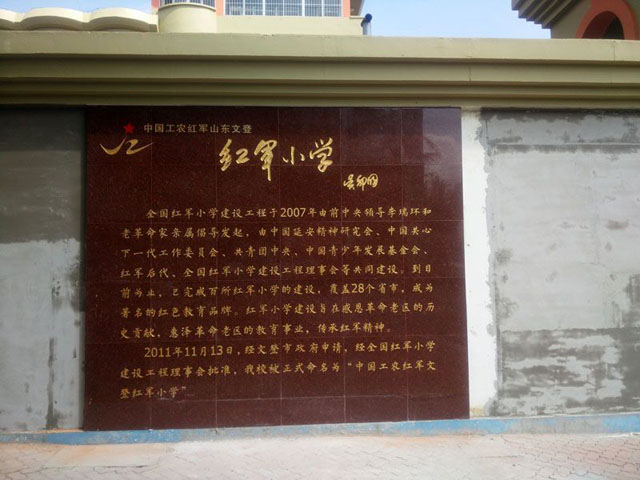 中国工农红军山东文登
红军小学
全国红军小学建设工程于2007年由前中央领导李瑞环和
老革命家亲属倡导发起，由中国延安精神研究会、中国关心
下一代工作委员会、共青团中央、中国青少年发展基金会、
红军后代、全国红军小学建设工程理事会等共同建设。到目
前为止，已完成百所红军小学的建设，覆盖28个省市，成为
著名的红色教育品牌。红军小学建设旨在感恩革命老区的历
史贡献，惠泽革命老区的教育事业，传承红军精神。
2011年11月13日，经文登市政府申请，经全国红军小学
建设工程理事会批准，我校被正式命名为“中国工农红军文
登红军小学”